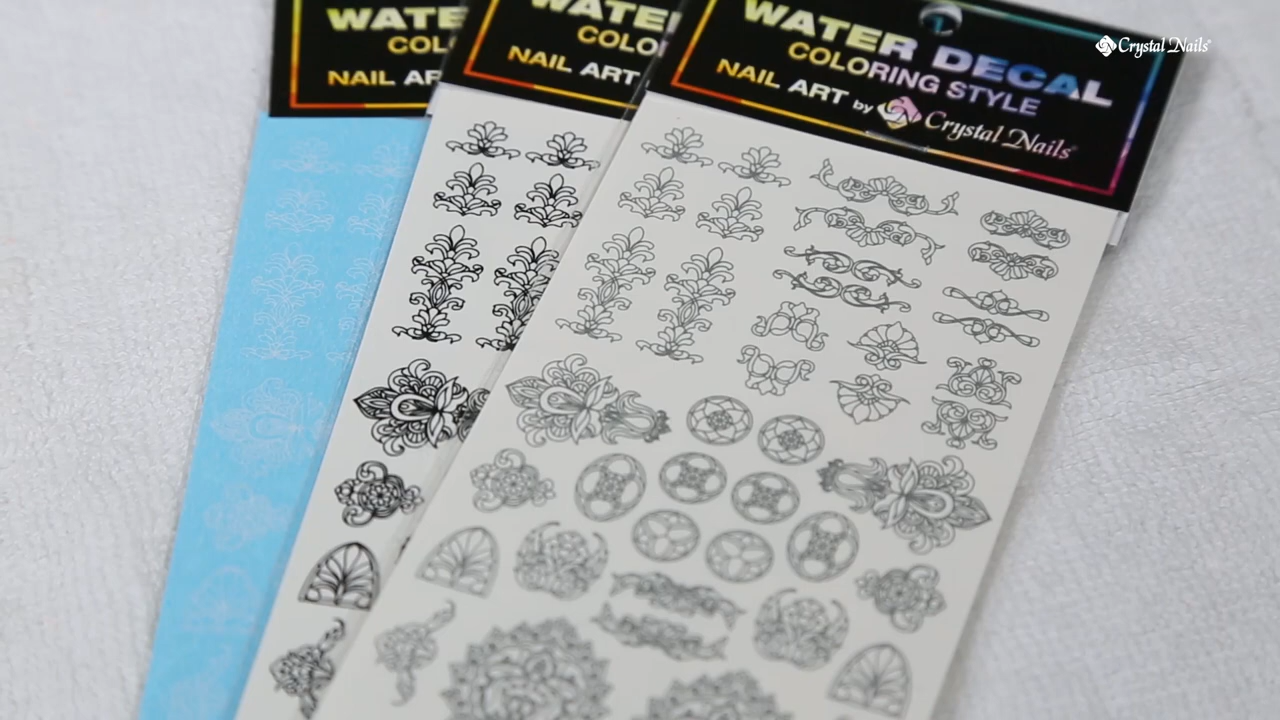 WATE
COLO
NAIL AR
WATE
COLO
NAIL ART
WATER DECAL
COLORING STYLE
NAIL ART by Crystal Nails
Crystal Nails